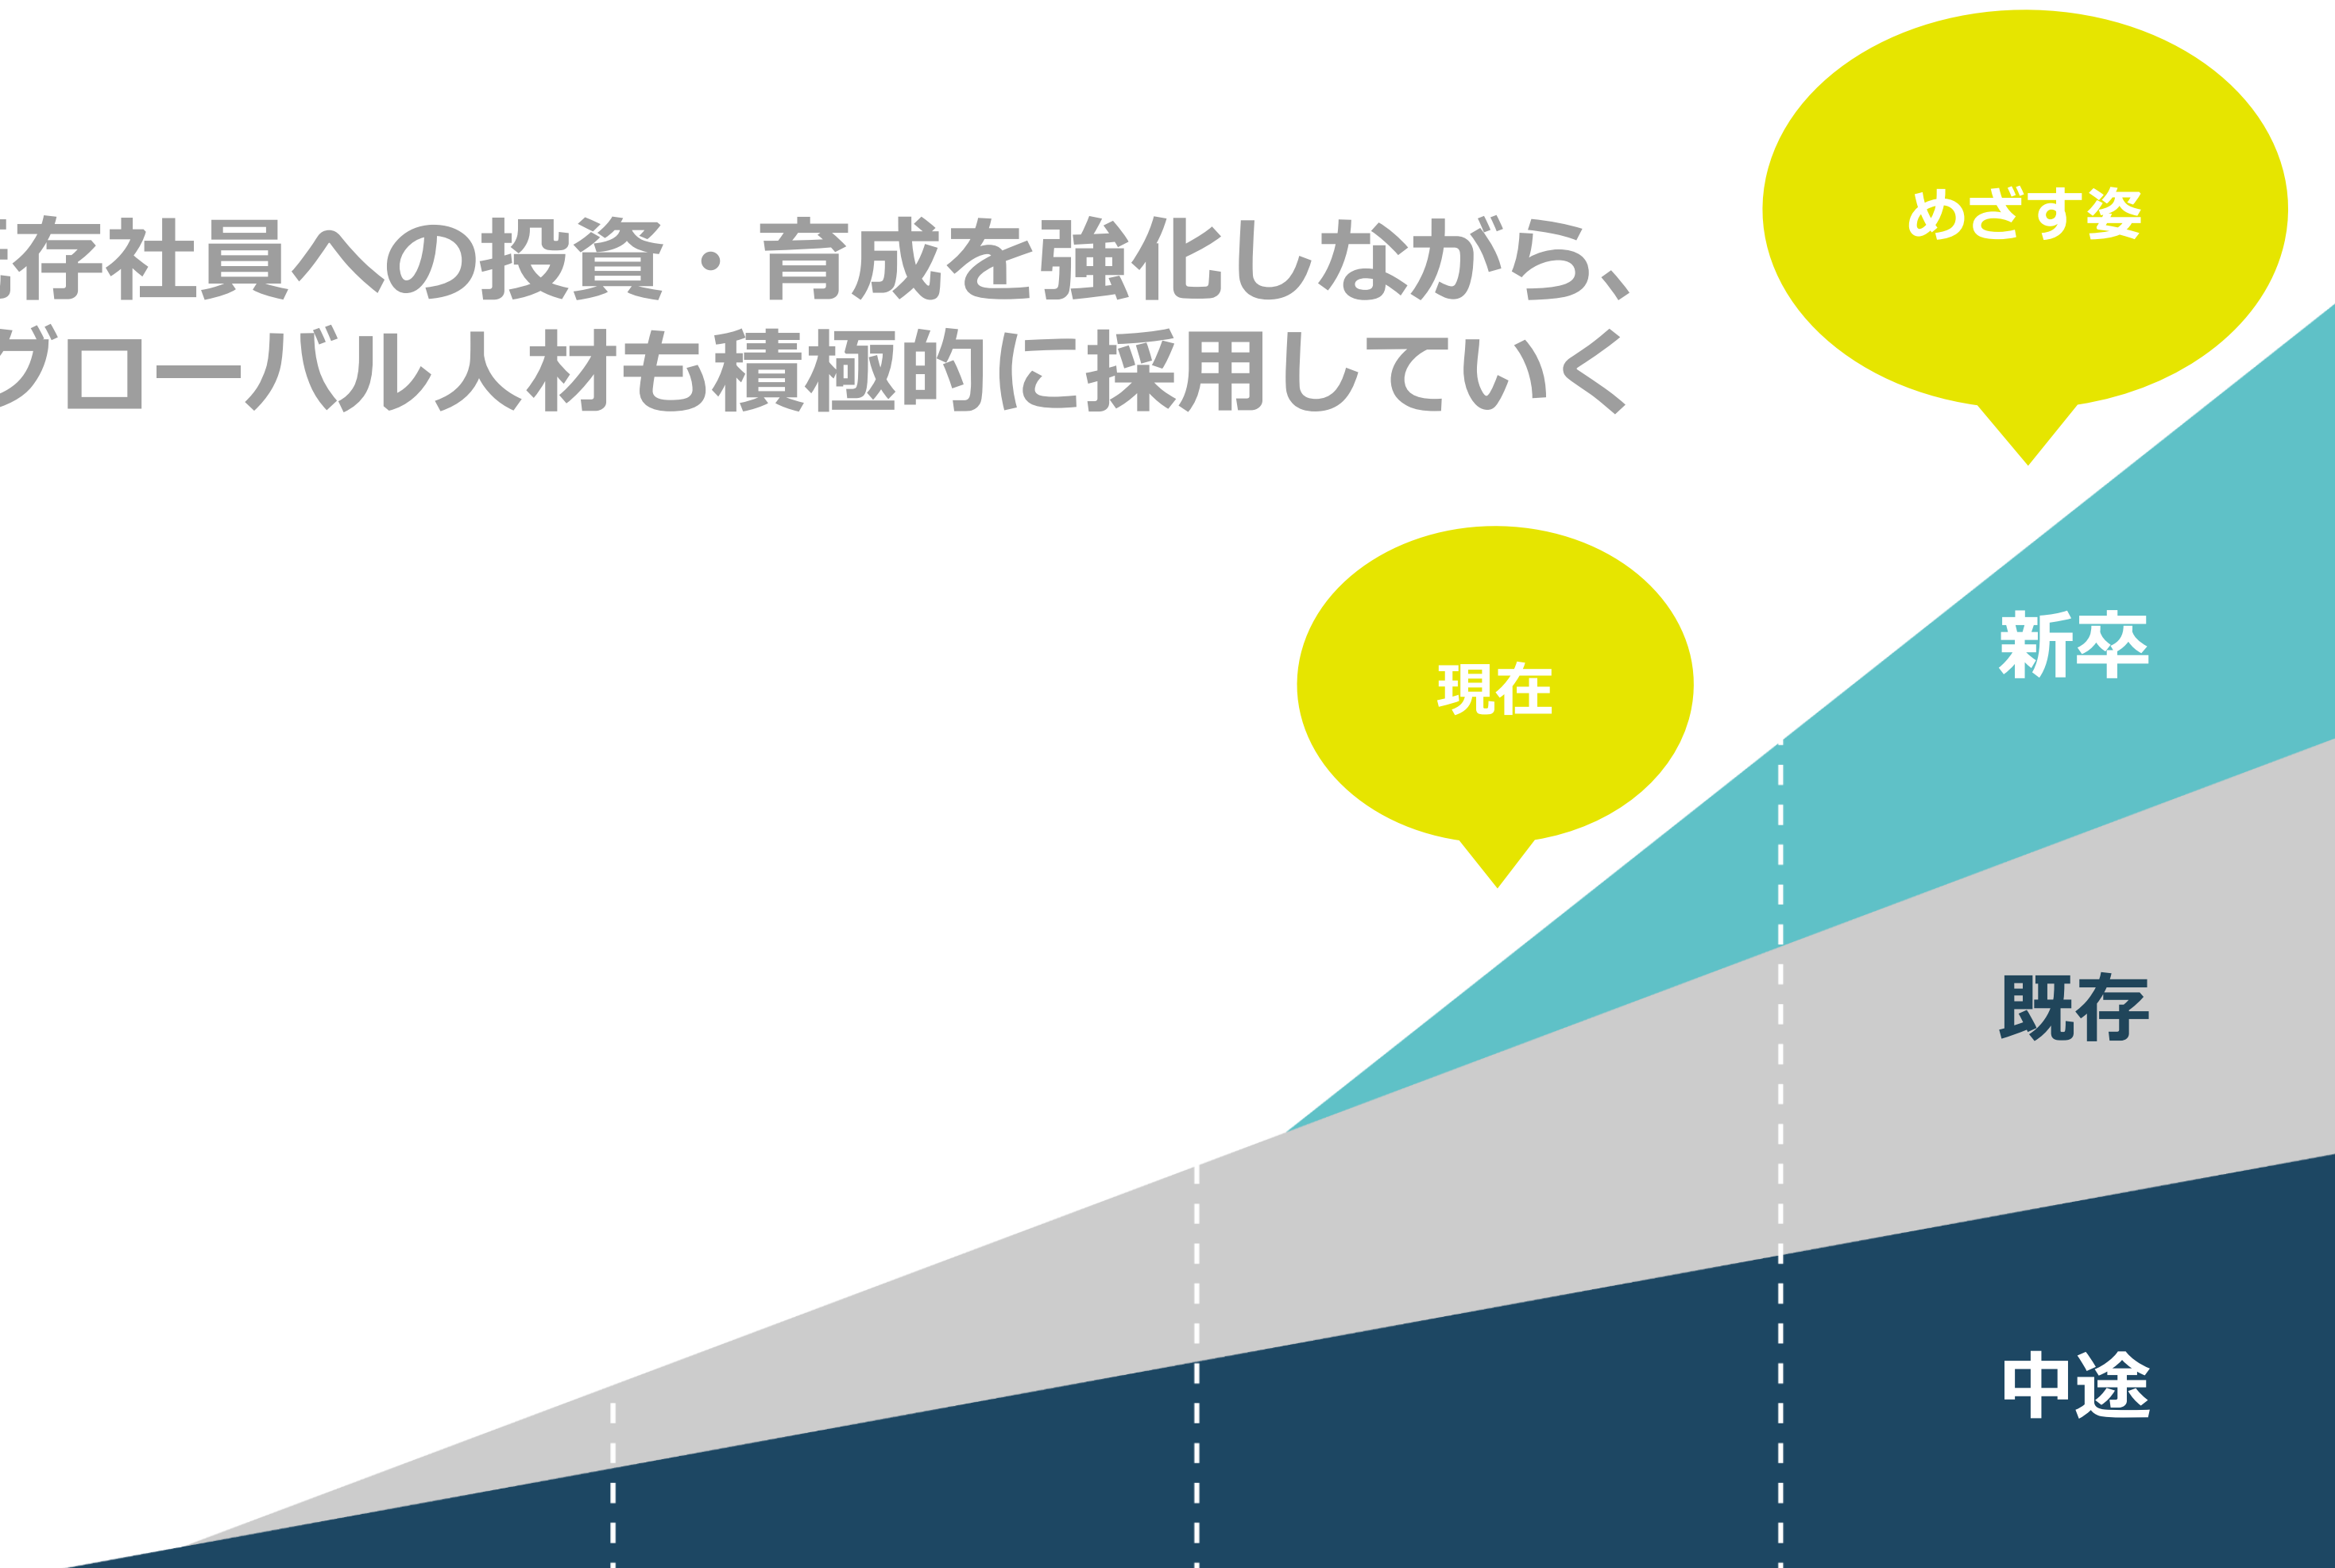 存社員への投資・育成を強化しながら、
グローバル人材も積極的に採用していく
めざす姿
現在
新卒
既存
中途